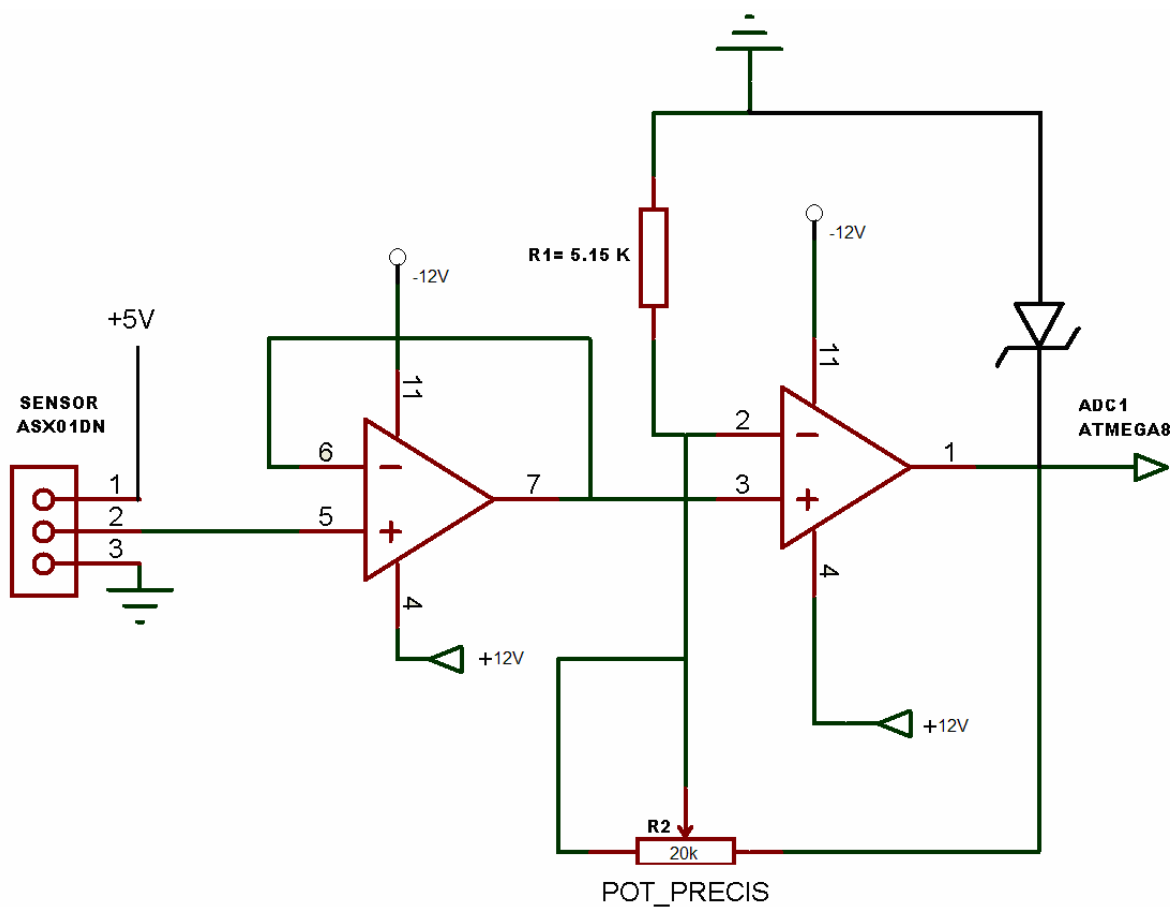 -12V
R1= 5.15 K
-12V
+5V
11
11
SENSOR
ASX01DN
ADC1
ATMEGA8
6
2
1
1
7
3
2
5
3
4
4
+12V
+12V
R2
20k
POT_PRECIS